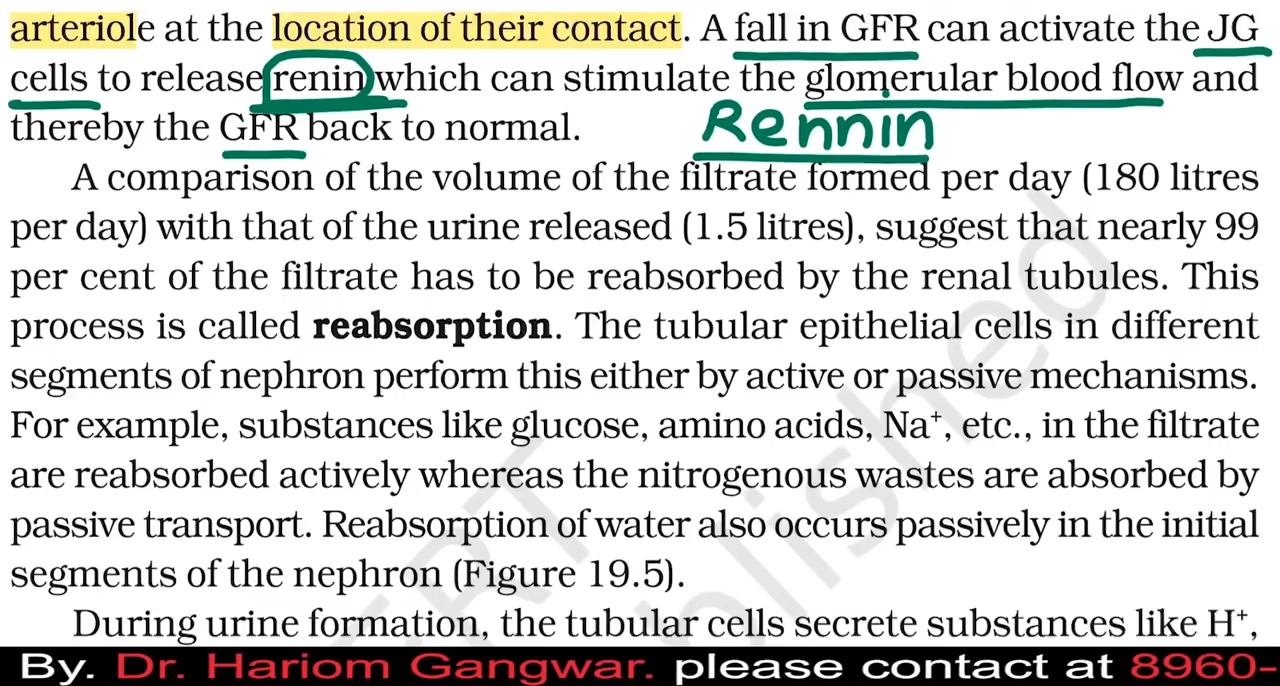 arteriole at the location of their contact. A fall in GFR can activate the JG
cells to release renin which can stimulate the glomerular blood flow and
thereby the GFR back to normal.
Rennin
A comparison of the volume of the filtrate formed per day (180 litres
per day) with that of the urine released (1.5 litres), suggest that nearly 99
per cent of the filtrate has to be reabsorbed by the renal tubules. This
process is called reabsorption. The tubular epithelial cells in different
segments of nephron perform this either by active or passive mechanisms.
For example, substances like glucose, amino acids, Na⁺, etc., in the filtrate
are reabsorbed actively whereas the nitrogenous wastes are absorbed by
passive transport. Reabsorption of water also occurs passively in the initial
segments of the nephron (Figure 19.5).
During urine formation, the tubular cells secrete substances like H⁺,
By. Dr. Hariom Gangwar. please contact at 8960-